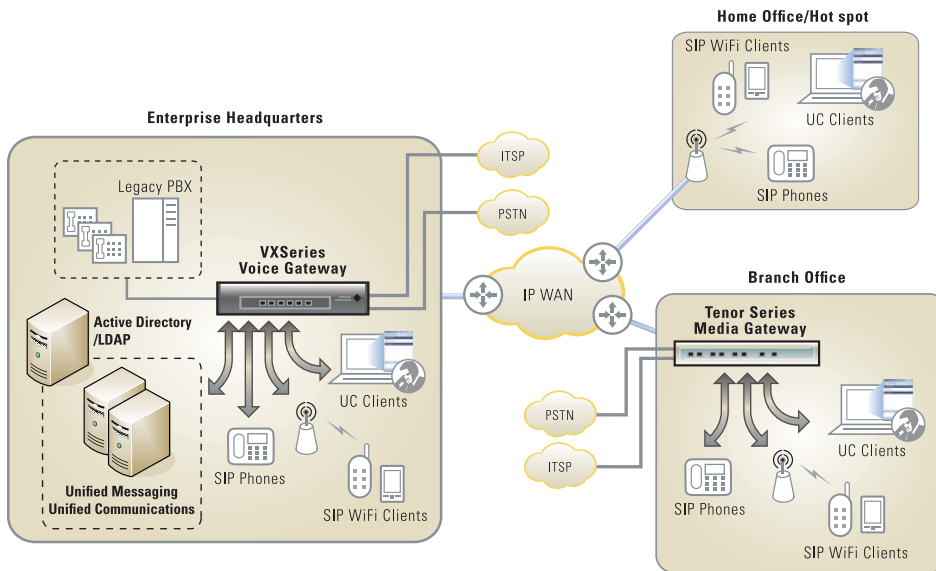 Home Office/Hot spot
SIP WiFi Clients
UC Clients
SIP Phones
Enterprise Headquarters
Legacy PBX
VXSeries
Voice Gateway
Active Directory
/LDAP
Unified Messaging
Unified Communications
UC Clients
SIP Phones
SIP WiFi Clients
ITSP
PSTN
IP WAN
Branch Office
Tenor Series
Media Gateway
PSTN
ITSP
UC Clients
SIP Phones
SIP WiFi Clients